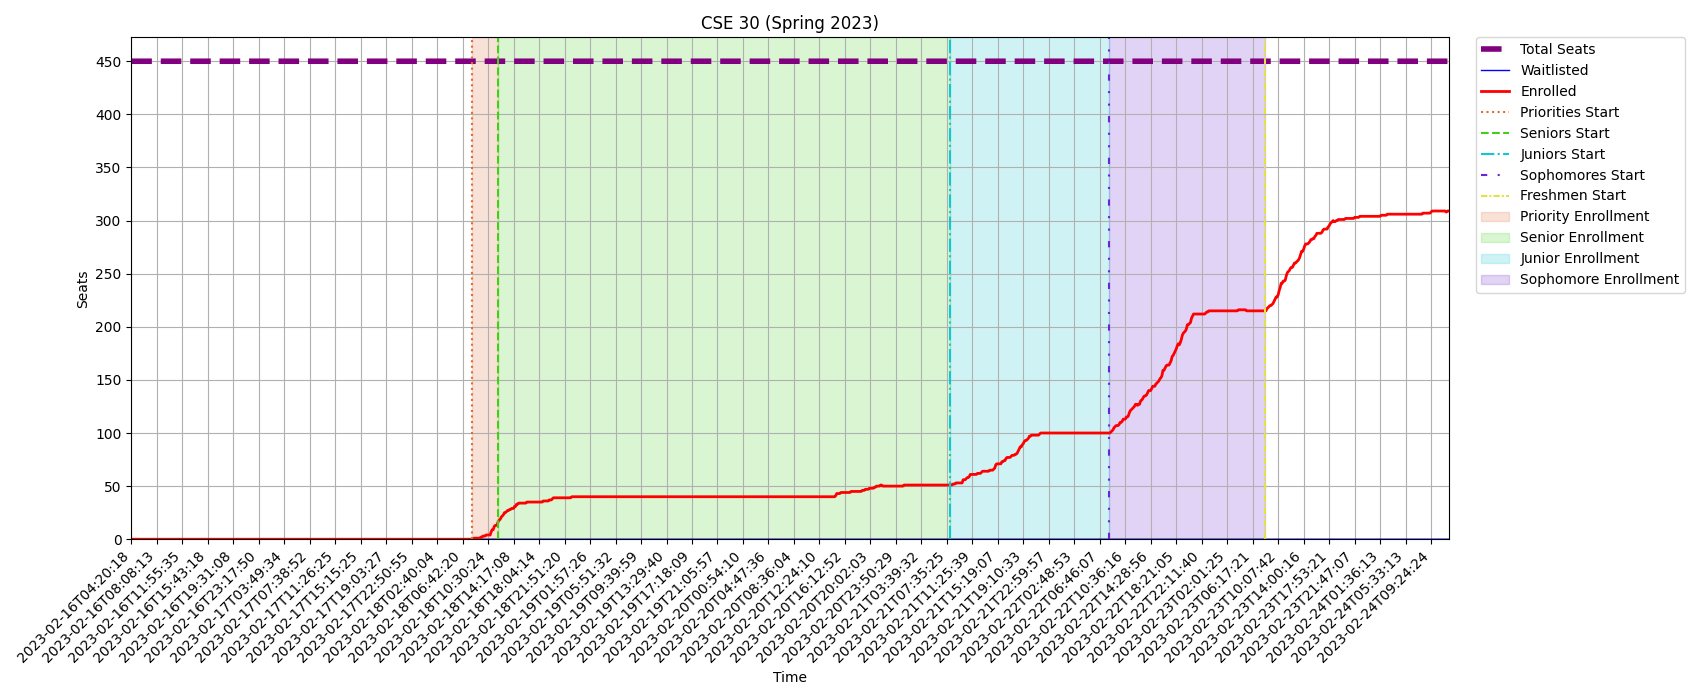 CSE 30 (Spring 2023)
Seats
450
400
350
300
250
200
150
100
50
0
2023-02-16T04:20:18
2023-02-16T08:08:13
2023-02-16T11:55:35
2023-02-16T15:43:18
2023-02-16T19:31:08
2023-02-16T23:17:50
2023-02-17T03:49:34
2023-02-17T07:38:52
2023-02-17T11:26:25
2023-02-17T15:15:25
2023-02-17T19:03:27
2023-02-17T22:50:55
2023-02-18T02:40:04
2023-02-18T06:42:20
2023-02-18T10:30:24
2023-02-18T14:17:08
2023-02-18T18:04:14
2023-02-18T21:51:20
2023-02-19T01:57:26
2023-02-19T05:51:32
2023-02-19T09:39:59
2023-02-19T13:29:40
2023-02-19T17:18:09
2023-02-19T21:05:57
2023-02-20T00:54:10
2023-02-20T04:47:36
2023-02-20T08:36:04
2023-02-20T12:24:10
2023-02-20T16:12:52
2023-02-20T20:02:03
2023-02-20T23:50:29
2023-02-21T03:39:32
2023-02-21T07:35:25
2023-02-21T11:25:39
2023-02-21T15:19:07
2023-02-21T19:10:33
2023-02-21T22:59:57
2023-02-22T02:48:53
2023-02-22T06:46:07
2023-02-22T10:36:16
2023-02-22T14:28:56
2023-02-22T18:21:05
2023-02-22T22:11:40
2023-02-23T02:01:25
2023-02-23T06:17:21
2023-02-23T10:07:42
2023-02-23T14:00:16
2023-02-23T17:53:21
2023-02-23T21:47:07
2023-02-24T01:36:13
2023-02-24T05:33:13
2023-02-24T09:24:24
Time
Total Seats
Waitlisted
Enrolled
Priorities Start
Seniors Start
Juniors Start
Sophomores Start
Freshmen Start
Priority Enrollment
Senior Enrollment
Junior Enrollment
Sophomore Enrollment